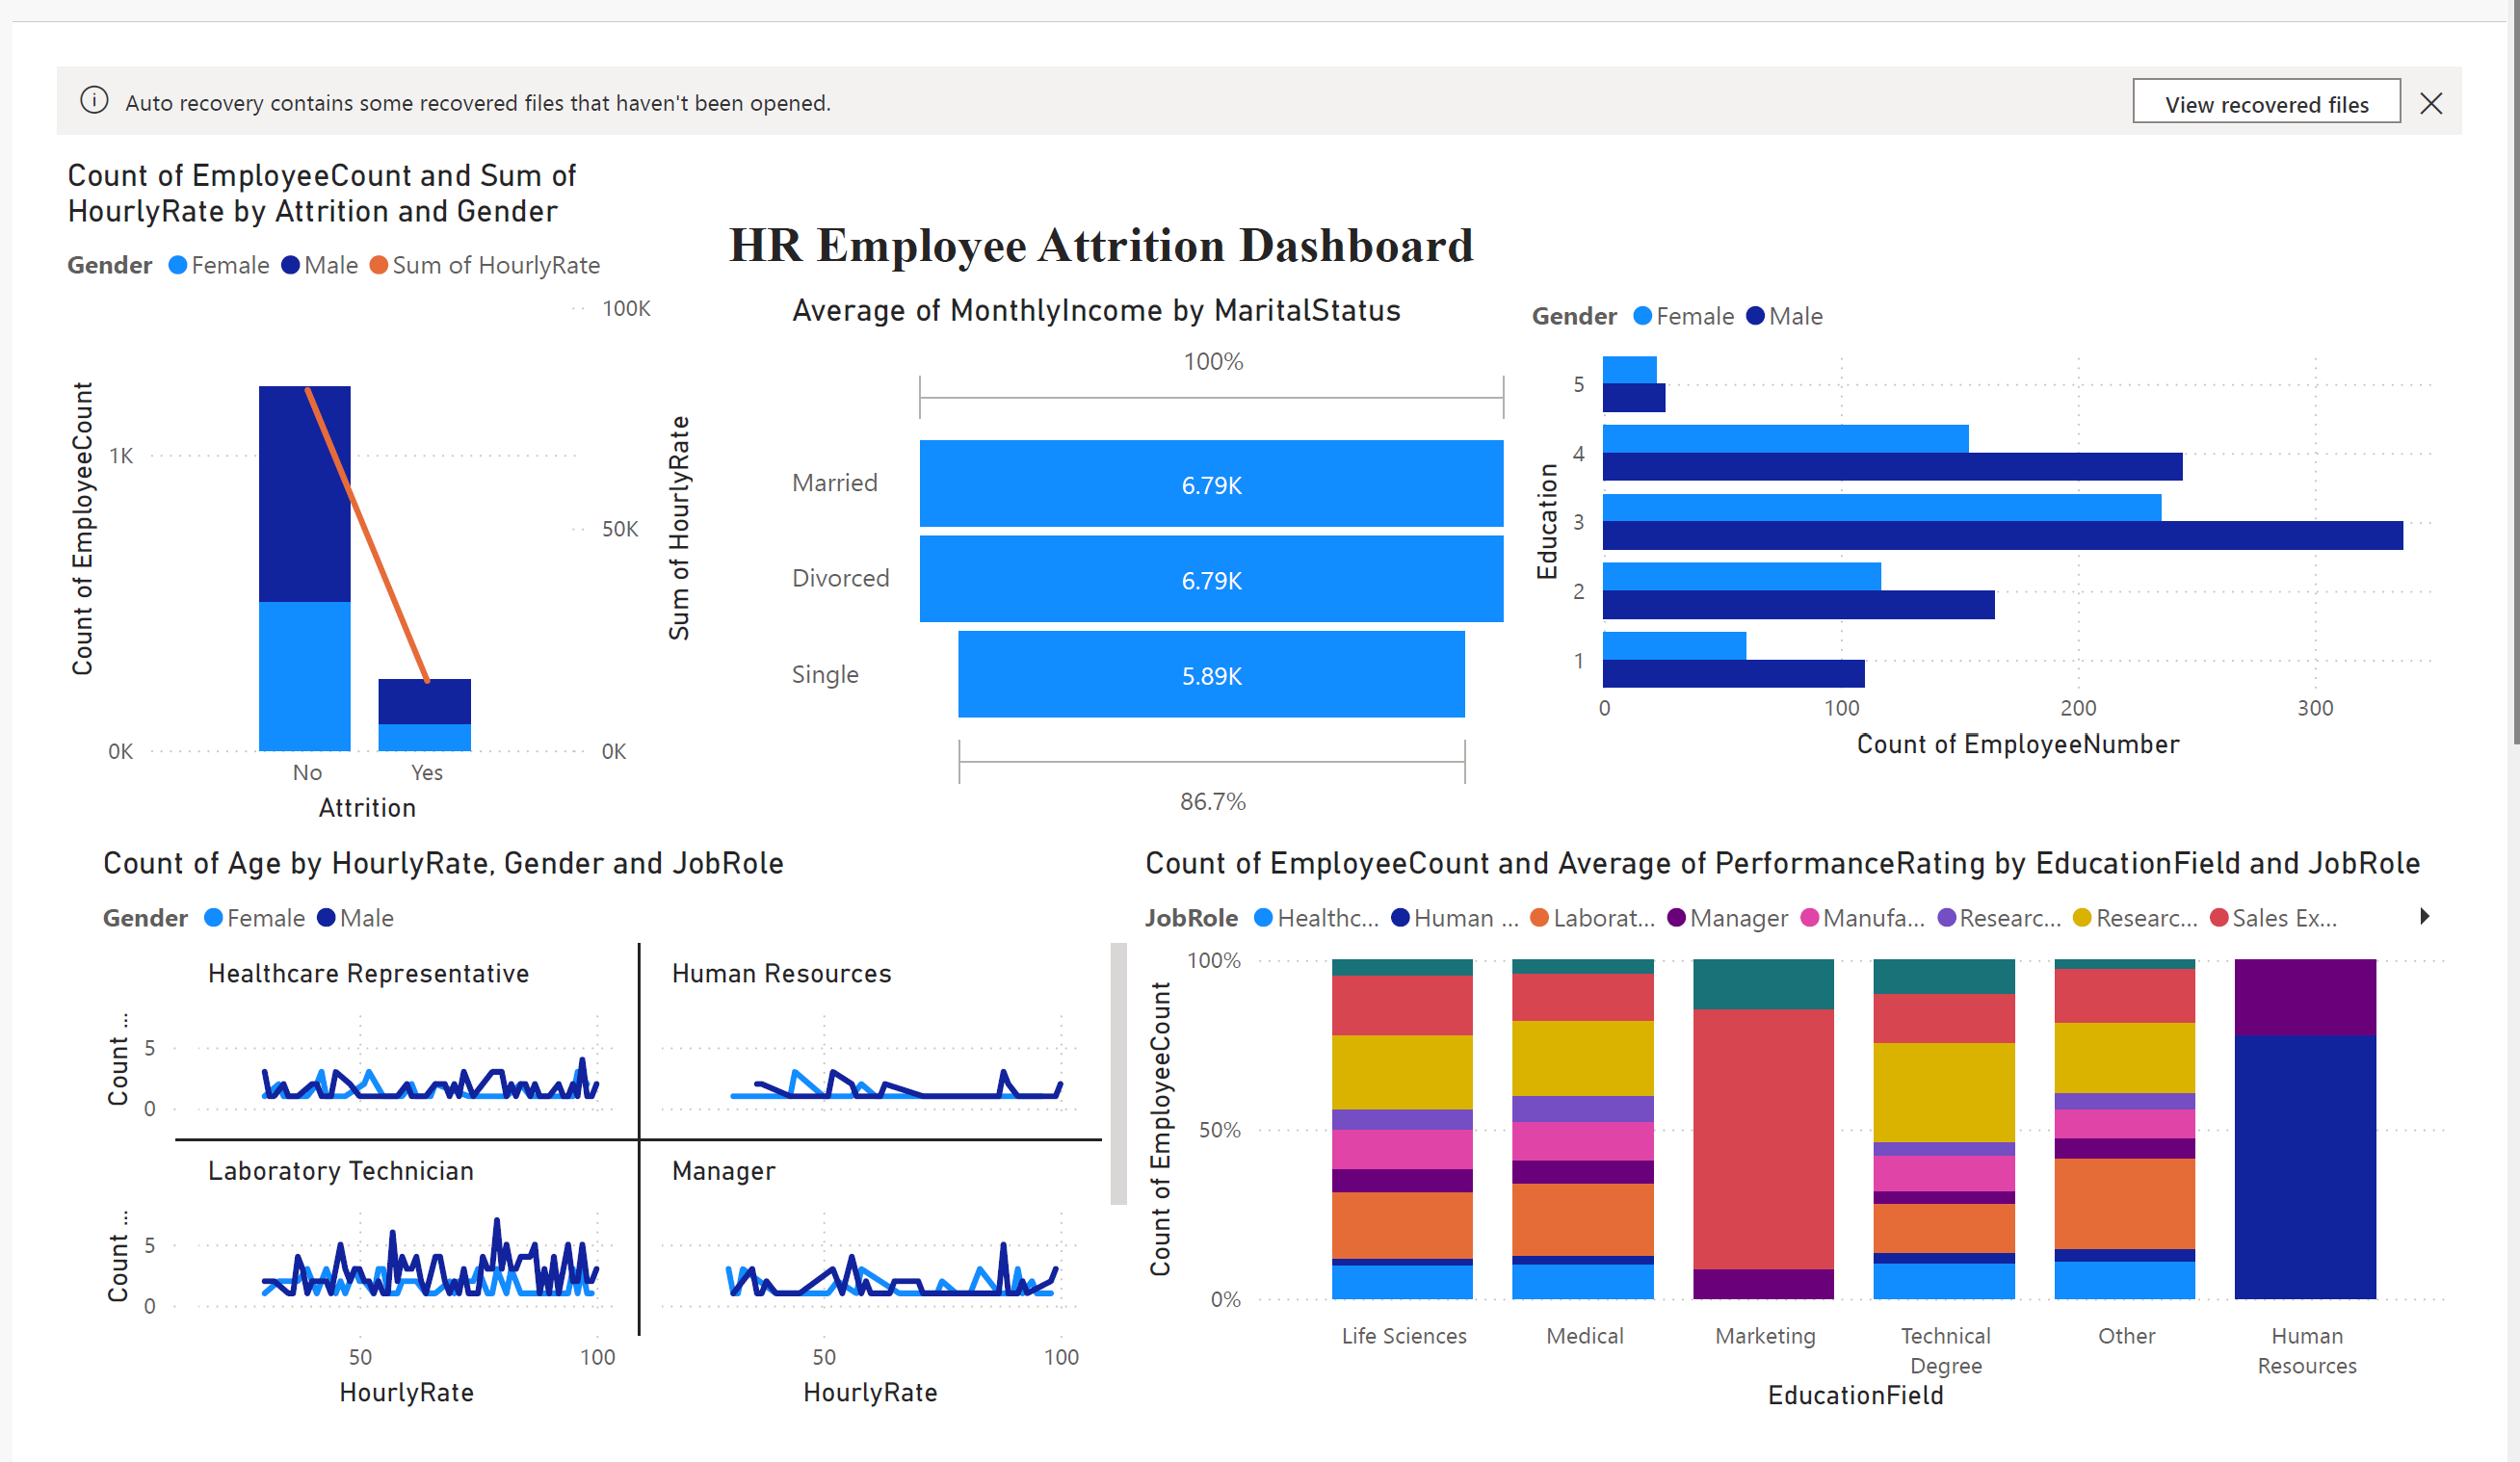 Auto recovery contains some recovered files that haven't been opened.
View recovered files
Count of EmployeeCount and Sum of
HourlyRate by Attrition and Gender
Gender Female Male Sum of HourlyRate
100K
1K
50K
0K
0K
No Yes
Attrition
Count of EmployeeCount
Sum of HourlyRate
HR Employee Attrition Dashboard
Average of MonthlyIncome by MaritalStatus
100%
Married 6.79K
Divorced 6.79K
Single 5.89K
86.7%
Gender Female Male
Education
5
4
3
2
1
0 100 200 300
Count of EmployeeNumber
Count of Age by HourlyRate, Gender and JobRole
Gender Female Male
Healthcare Representative
Human Resources
Count ...
5
0
Laboratory Technician
Manager
Count ...
5
0
50 100
50 100
HourlyRate
HourlyRate
Count of EmployeeCount and Average of PerformanceRating by EducationField and JobRole
JobRole Healthc... Human ... Laborat... Manager Manufa... Researc... Researc... Sales Ex...
Count of EmployeeCount
100%
50%
0%
Life Sciences Medical Marketing Technical Other Human
Degree Resources
EducationField